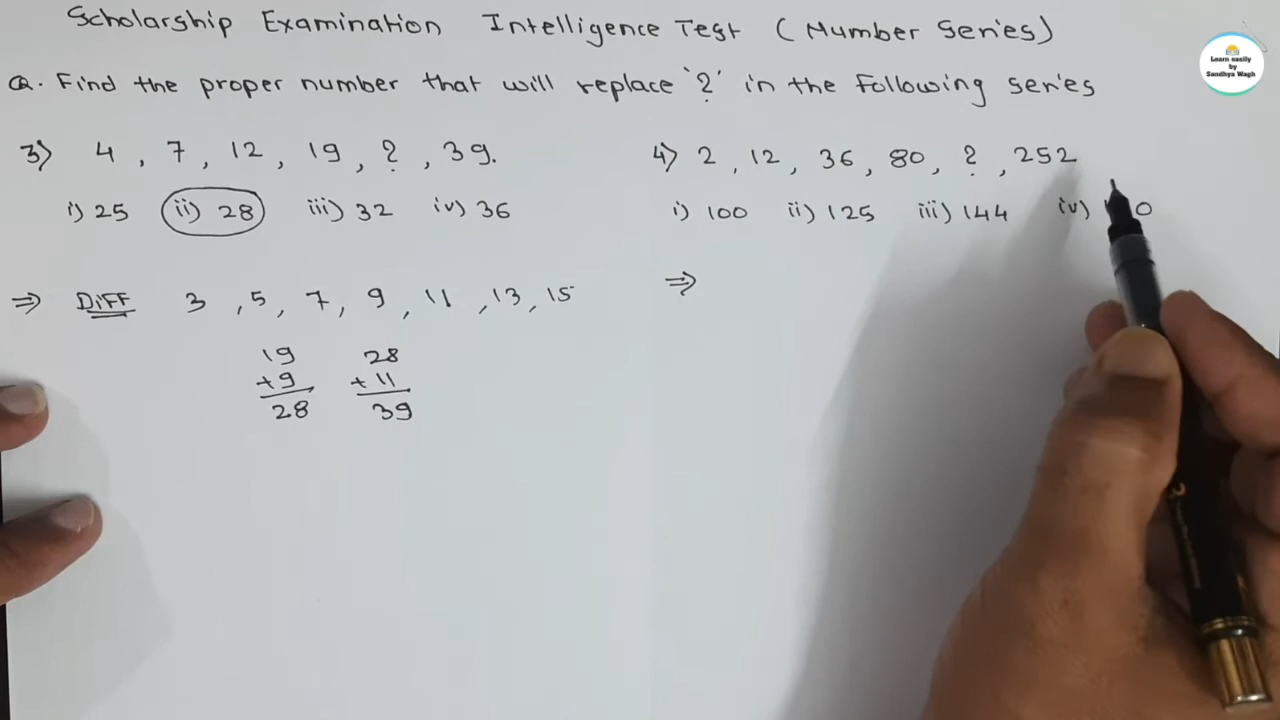 Scholarship Examination Intelligence Test (Number Series)
Learn easily
by
Sandhya Wagh
Q. Find the proper number that will replace '?' in the following series
3) 4, 7, 12, 19, ?, 39.
i) 25 ii) 28 iii) 32 iv) 36
⇒ Diff 3, 5, 7, 9, 11, 13, 15
19
+9
28
28
+11
39
4) 2, 12, 36, 80, ?, 252
i) 100 ii) 125 iii) 144 iv)
⇒